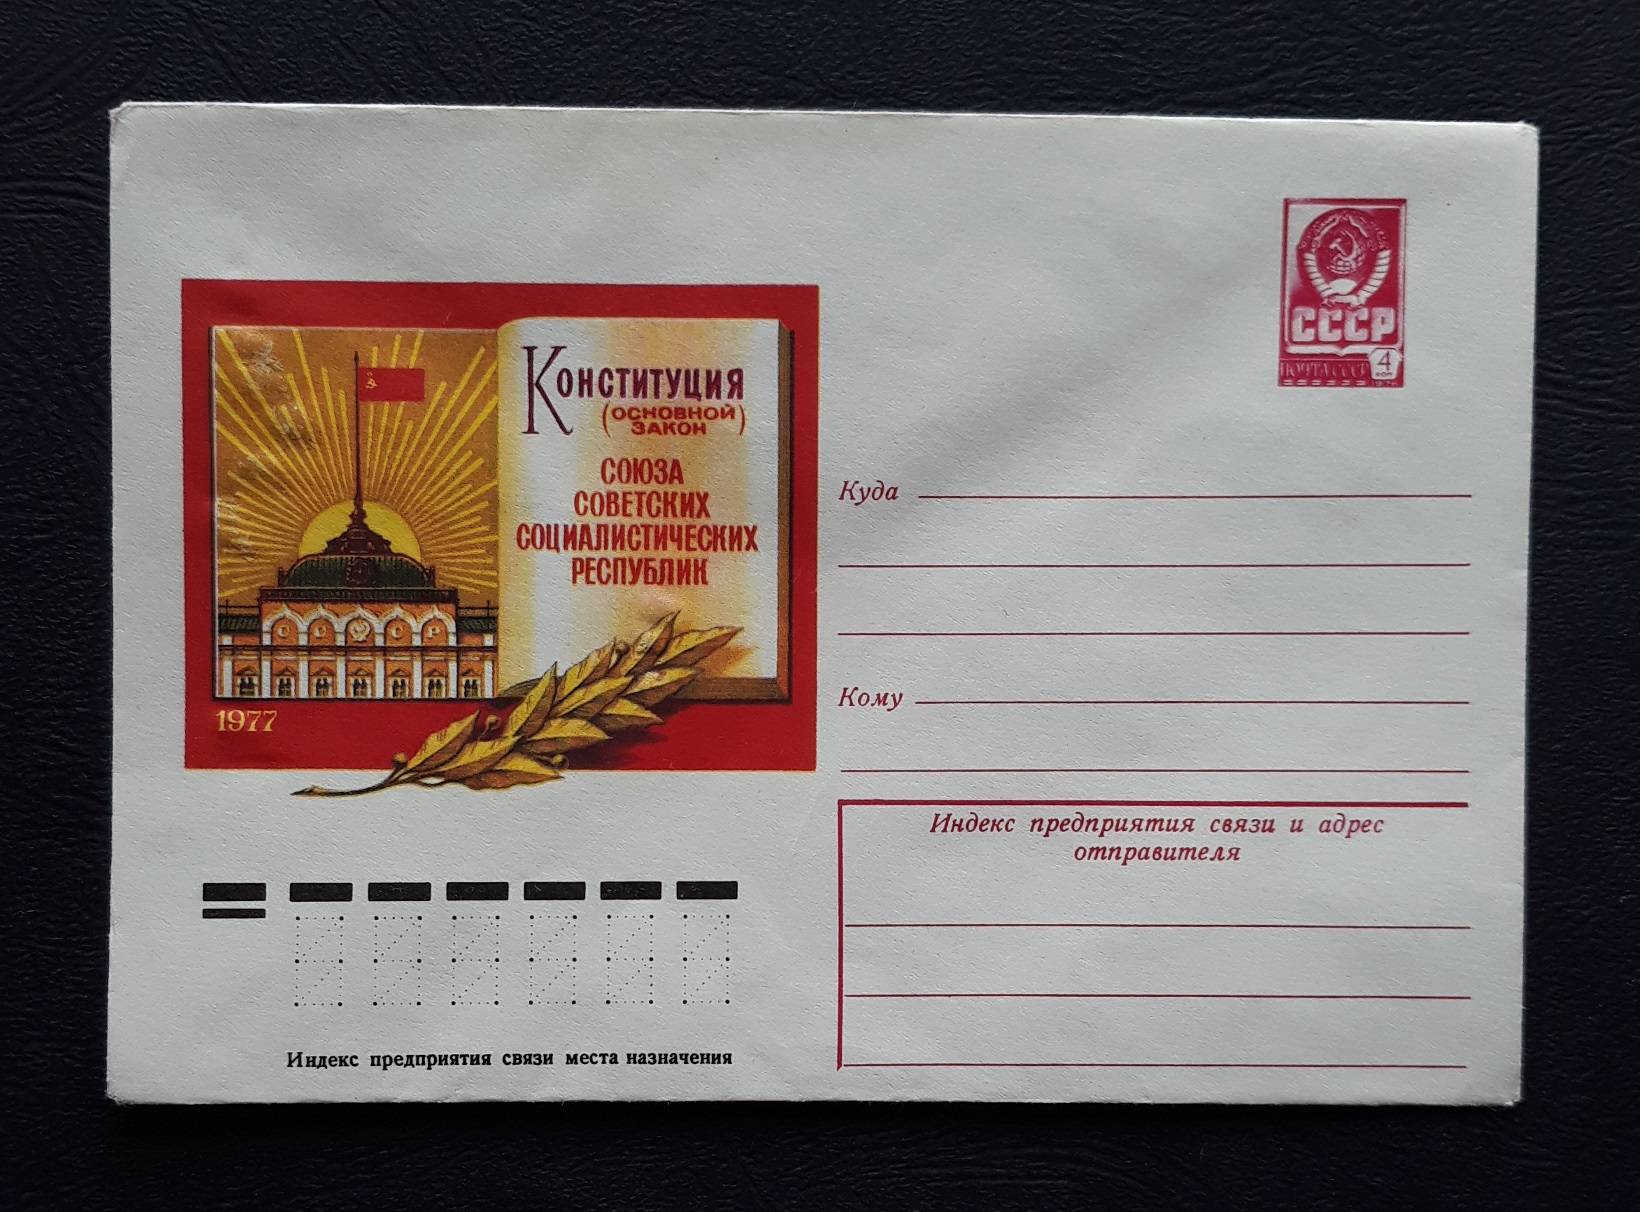 СССР
4
КОП
ПОЧТА СССР
КОНСТИТУЦИЯ
(ОСНОВНОЙ
ЗАКОН)
СОЮЗА
СОВЕТСКИХ
СОЦИАЛИСТИЧЕСКИХ
РЕСПУБЛИК
С С С Р
1977
Куда
Кому
Индекс предприятия связи и адрес
отправителя
Индекс предприятия связи места назначения